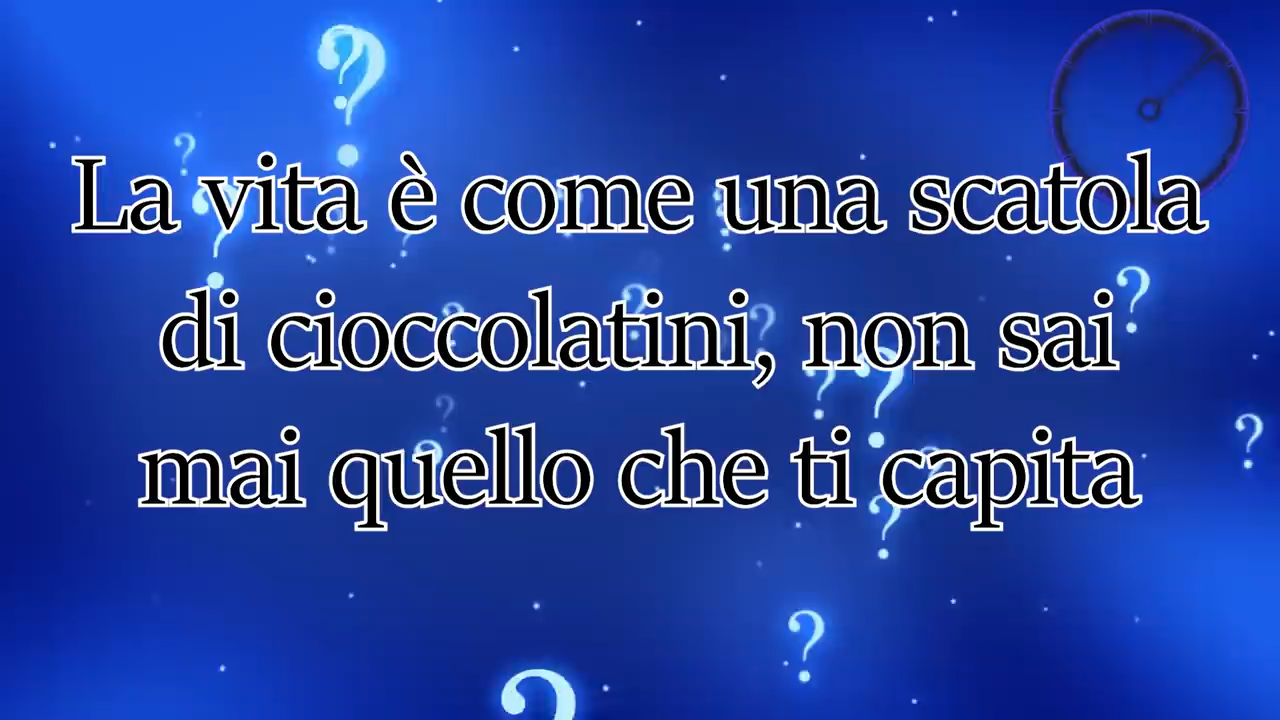 La vita è come una scatola
di cioccolatini, non sai
mai quello che ti capita